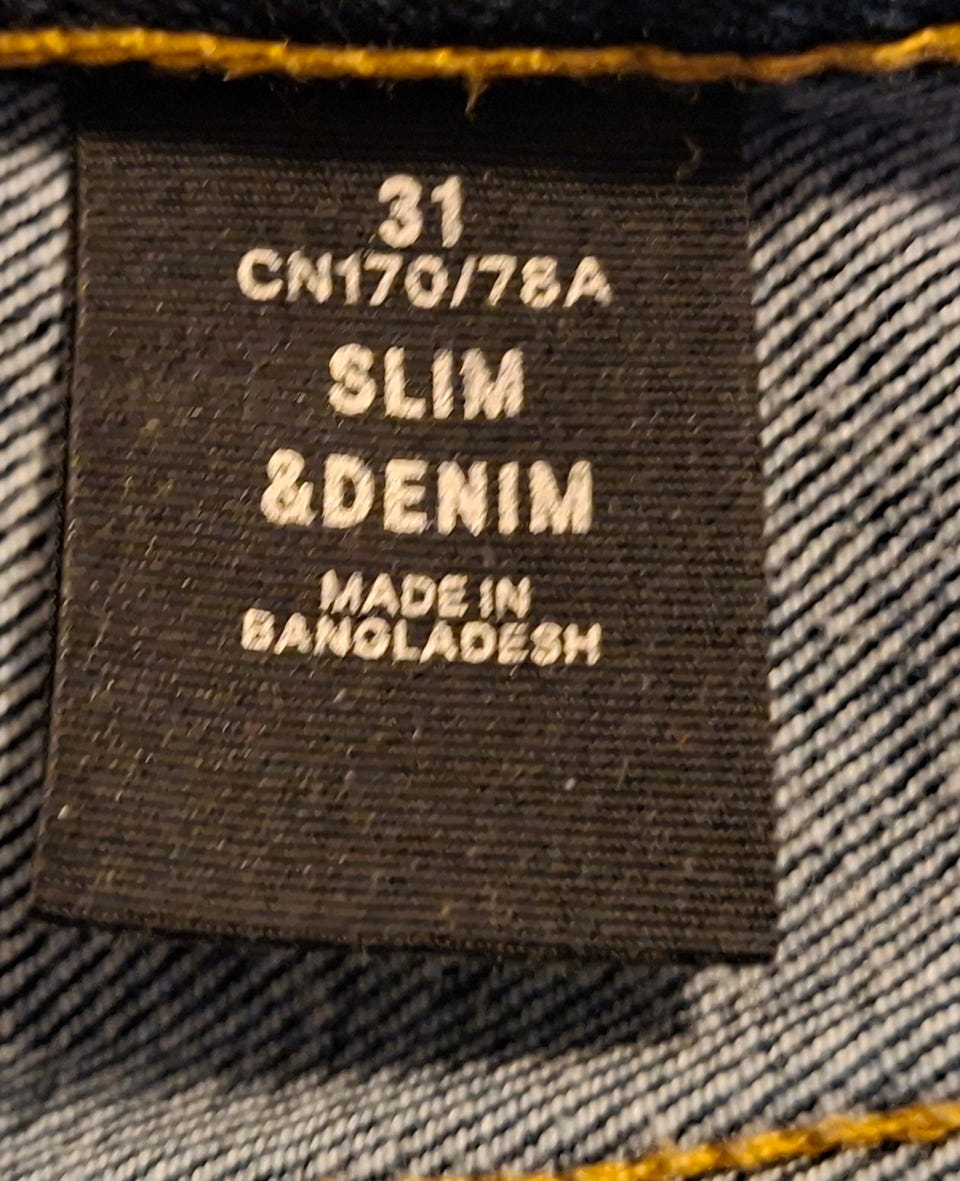 31
CN170/78A
SLIM
&DENIM
MADE IN
BANGLADESH